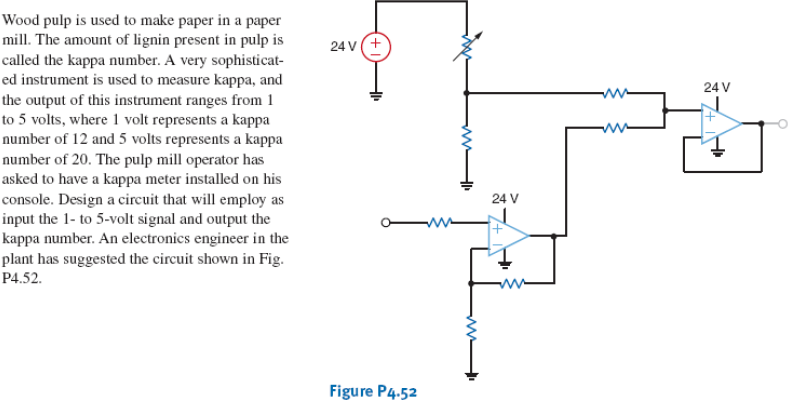 Wood pulp is used to make paper in a paper
mill. The amount of lignin present in pulp is
called the kappa number. A very sophisticat-
ed instrument is used to measure kappa, and
the output of this instrument ranges from 1
to 5 volts, where 1 volt represents a kappa
number of 12 and 5 volts represents a kappa
number of 20. The pulp mill operator has
asked to have a kappa meter installed on his
console. Design a circuit that will employ as
input the 1- to 5-volt signal and output the
kappa number. An electronics engineer in the
plant has suggested the circuit shown in Fig.
P4.52.
24 V
+
−
24 V
+
−
24 V
+
−
Figure P4.52